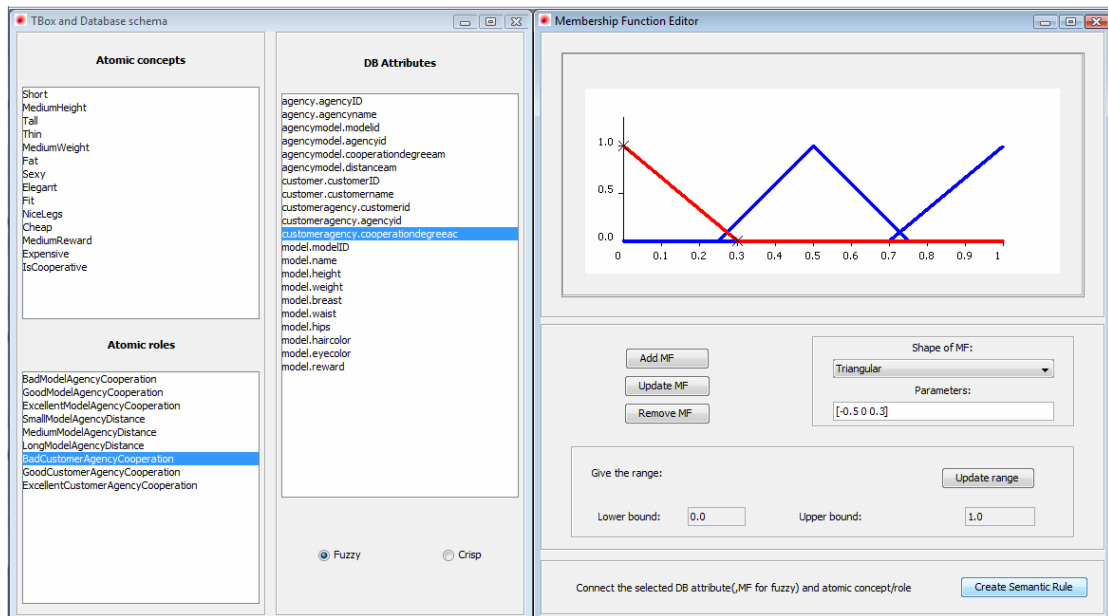 TBox and Database schema
Atomic concepts
Short
MediumHeight
Tall
Thin
MediumWeight
Fat
Sexy
Elegant
Fit
NiceLegs
Cheap
MediumReward
Expensive
IsCooperative
Atomic roles
BadModelAgencyCooperation
GoodModelAgencyCooperation
ExcellentModelAgencyCooperation
SmallModelAgencyDistance
MediumModelAgencyDistance
LongModelAgencyDistance
BadCustomerAgencyCooperation
GoodCustomerAgencyCooperation
ExcellentCustomerAgencyCooperation
DB Attributes
agency.agencyID
agency.agencyname
agencymodel.modelid
agencymodel.agencyid
agencymodel.cooperationdegreeam
agencymodel.distanceam
customer.customerID
customer.customername
customeragency.customerid
customeragency.agencyid
customeragency.cooperationdegreeac
model.modelID
model.name
model.height
model.weight
model.breast
model.waist
model.hips
model.haircolor
model.eyecolor
model.reward
Fuzzy Crisp
Membership Function Editor
1.0
0.5
0.0
0 0.1 0.2 0.3 0.4 0.5 0.6 0.7 0.8 0.9 1
Add MF
Update MF
Remove MF
Shape of MF:
Triangular
Parameters:
[-0.5 0 0.3]
Give the range:
Update range
Lower bound: 0.0 Upper bound: 1.0
Connect the selected DB attribute(,MF for fuzzy) and atomic concept/role Create Semantic Rule